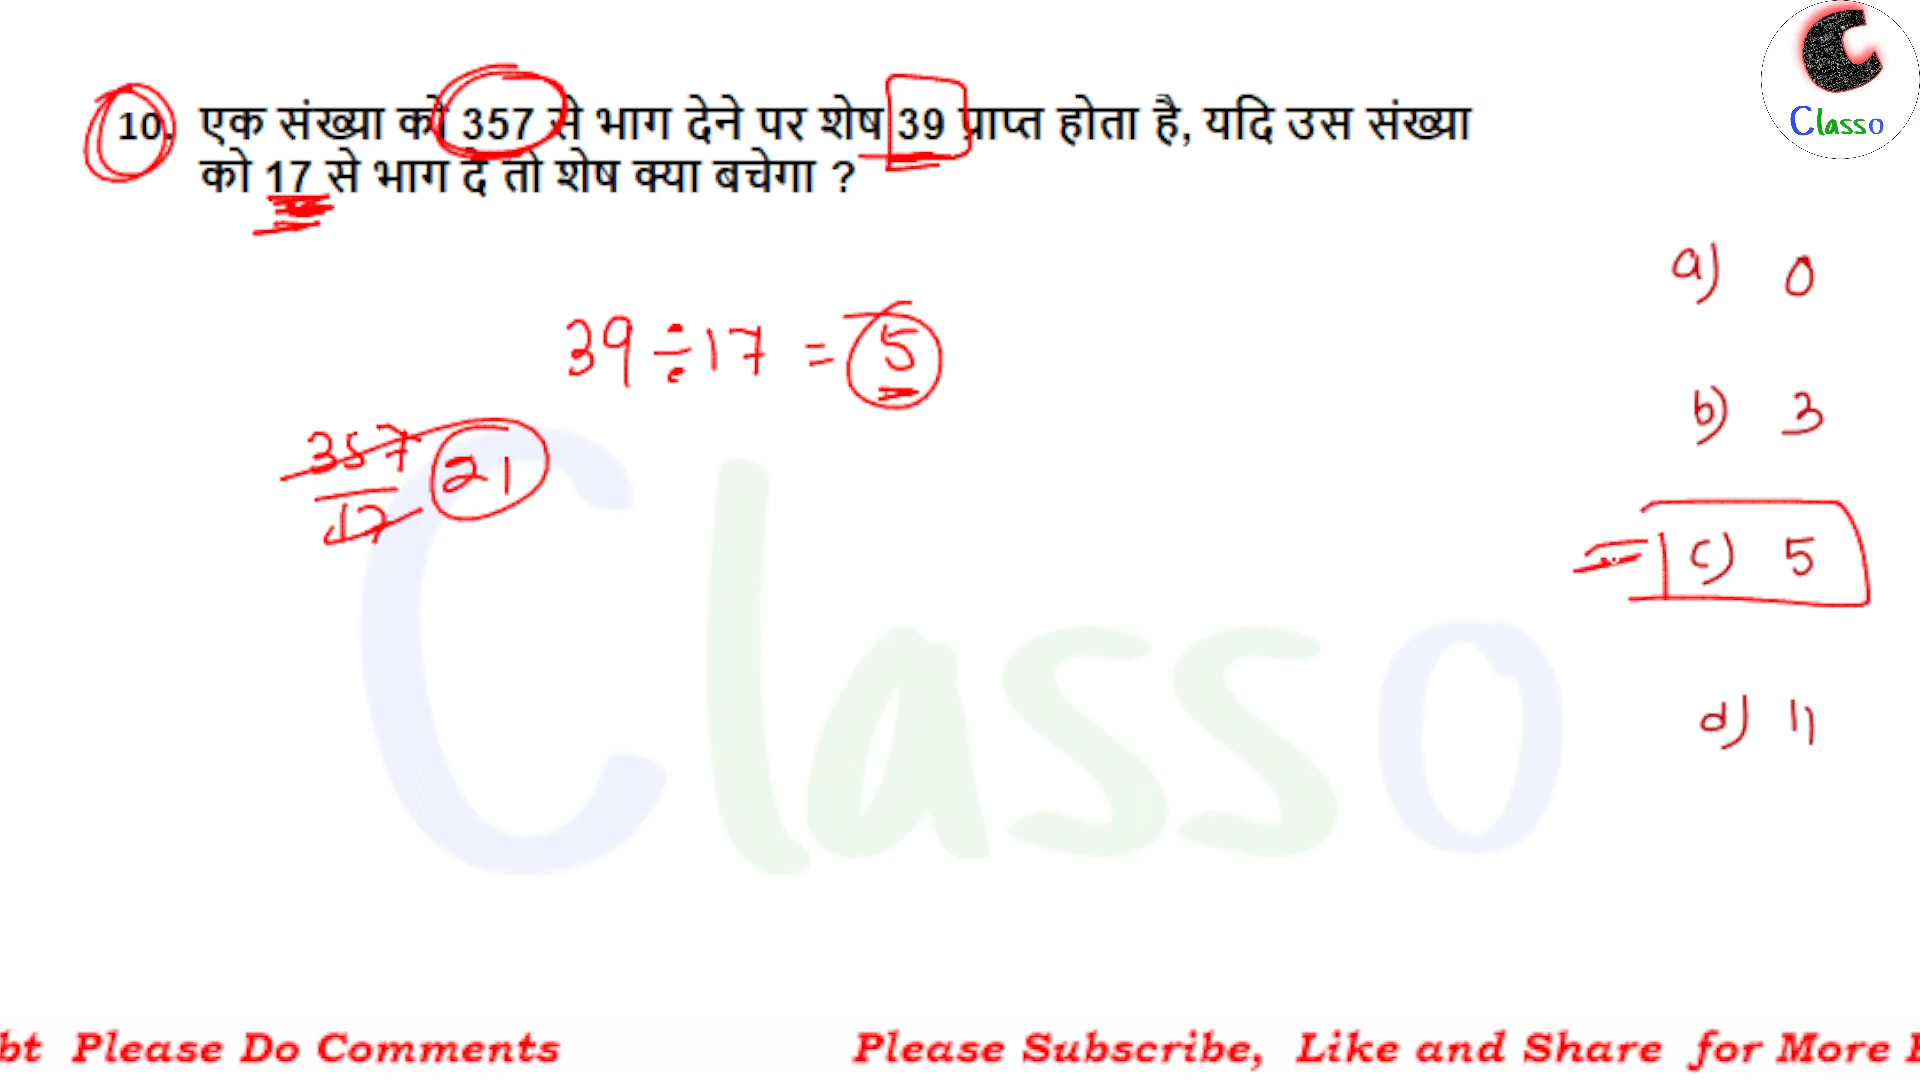 10. एक संख्या को 357 से भाग देने पर शेष 39 प्राप्त होता है, यदि उस संख्या
को 17 से भाग दे तो शेष क्या बचेगा ?
Classo
a) 0
39 ÷ 17 = 5
b) 3
357
21
17
c) 5
d) 11
Classo
bt Please Do Comments
Please Subscribe, Like and Share for More